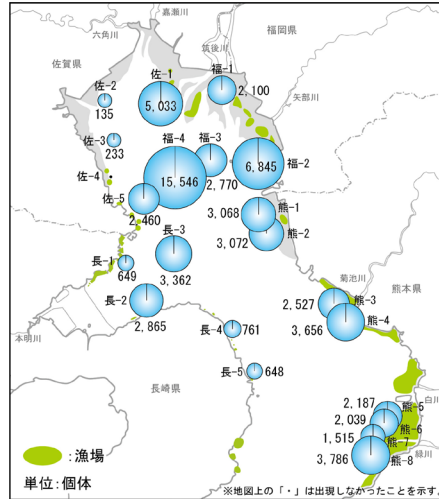 嘉瀬川
六角川
筑後川
福岡県
佐賀県
佐-1
福-1
佐-2
2,100
矢部川
135
5,033
福-4
福-3
佐-3
233
6,845
福-2
佐-4
15,546
2,770
佐-5
熊-1
3,068
2,460
熊-2
3,072
長-3
長-1
649
3,362
菊池川
熊本県
長-2
2,527
熊-3
2,865
3,656
熊-4
本明川
長-4
761
長-5
648
長崎県
白川
2,187
熊-5
2,039
熊-6
1,515
熊-7
3,786
熊-8
緑川
:漁場
単位:個体
※地図上の「・」は出現しなかったことを示す。